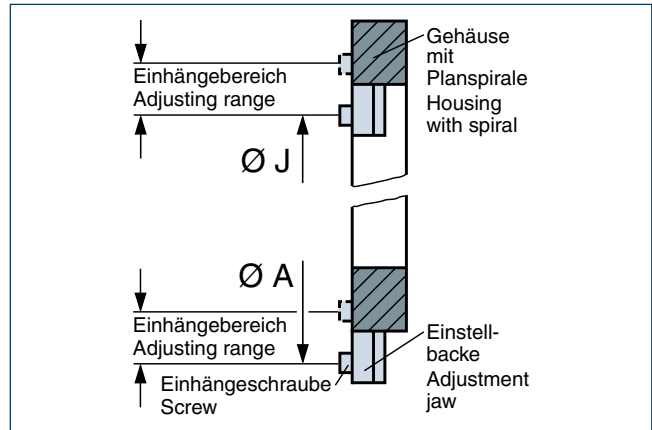 Einhängebereich
Adjusting range
Gehäuse
mit
Planspirale
Housing
with spiral
Ø J
Ø A
Einhängebereich
Adjusting range
Einhängeschraube
Screw
Einstell-
backe
Adjustment
jaw